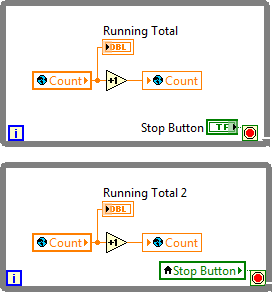 Running Total
DBL
Count +1 Count
Stop Button TF
i
Running Total 2
DBL
Count +1 Count
Stop Button
i